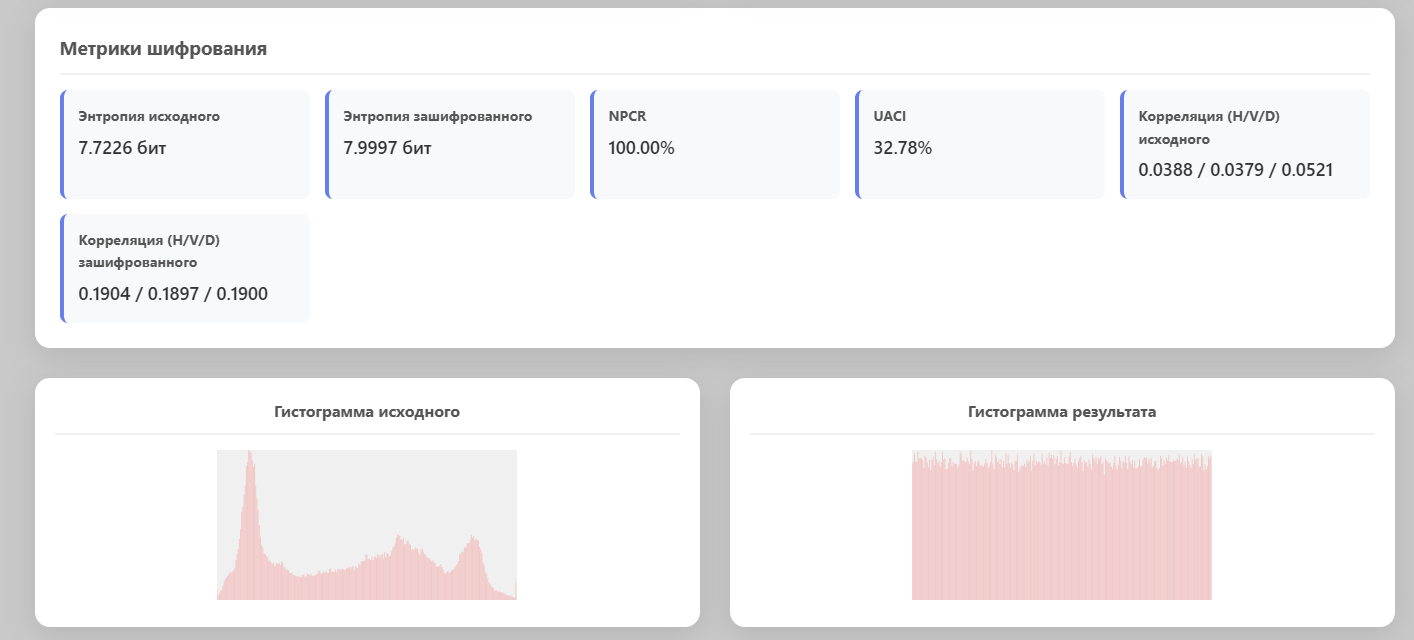 Метрики шифрования
Энтропия исходного
7.7226 бит
Энтропия зашифрованного
7.9997 бит
NPCR
100.00%
UACI
32.78%
Корреляция (H/V/D)
исходного
0.0388 / 0.0379 / 0.0521
Корреляция (H/V/D)
зашифрованного
0.1904 / 0.1897 / 0.1900
Гистограмма исходного
Гистограмма результата